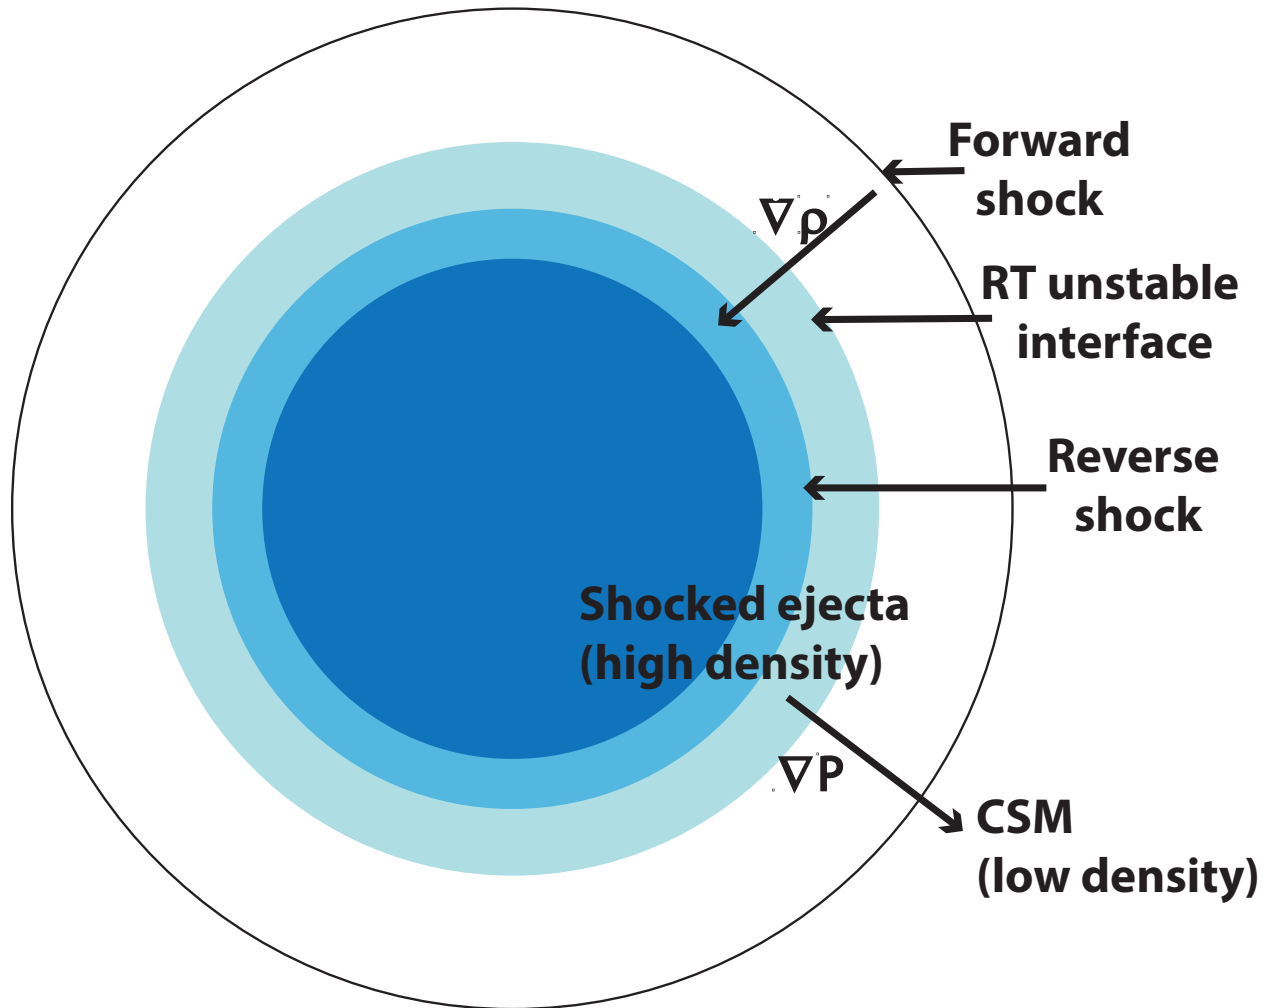 Forward
shock
∇ρ
RT unstable
interface
Reverse
shock
Shocked ejecta
(high density)
∇P
CSM
(low density)